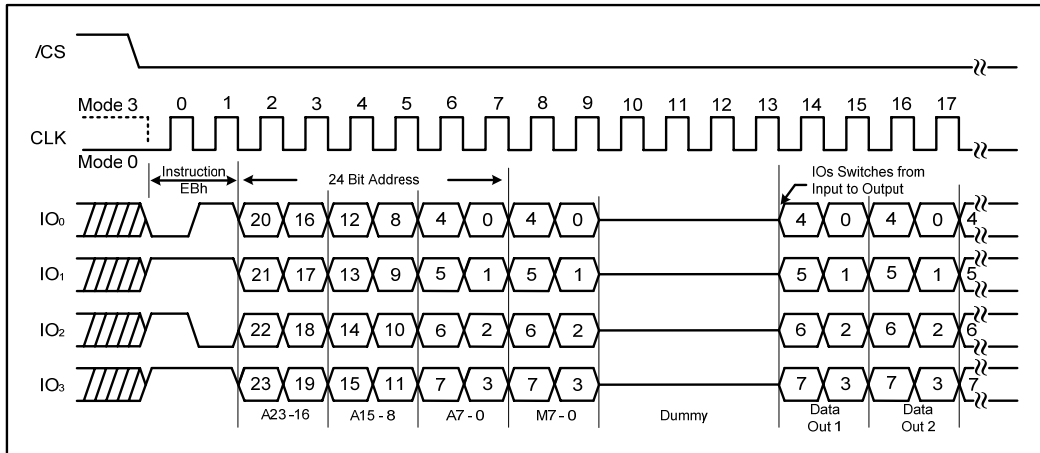 /CS
Mode 3 0 1 2 3 4 5 6 7 8 9 10 11 12 13 14 15 16 17
CLK
Mode 0
Instruction
EBh
24 Bit Address
IOs Switches from
Input to Output
IO0 20 16 12 8 4 0 4 0 4 0 4 0 4
IO1 21 17 13 9 5 1 5 1 5 1 5 1 5
IO2 22 18 14 10 6 2 6 2 6 2 6 2 6
IO3 23 19 15 11 7 3 7 3 7 3 7 3 7
A23-16 A15-8 A7-0 M7-0 Dummy
Data
Out 1
Data
Out 2